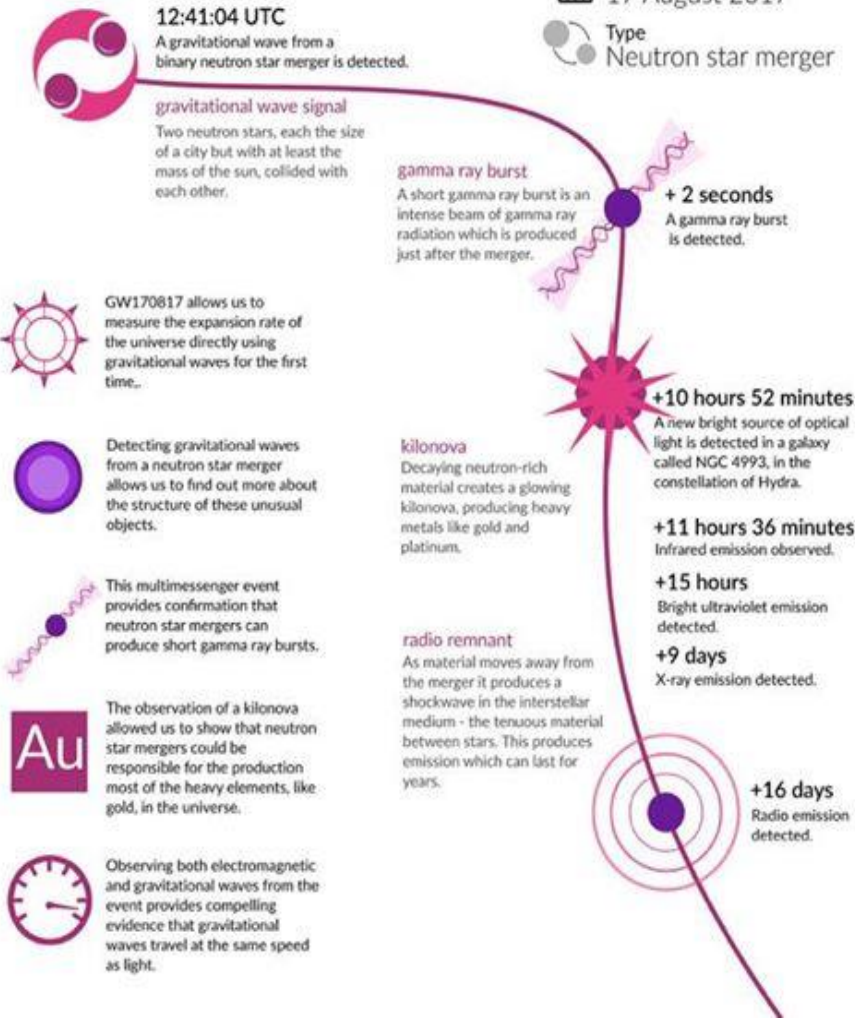 17 August 2017
Type
Neutron star merger
12:41:04 UTC
A gravitational wave from a
binary neutron star merger is detected.
gravitational wave signal
Two neutron stars, each the size
of a city but with at least the
mass of the sun, collided with
each other.
gamma ray burst
A short gamma ray burst is an
intense beam of gamma ray
radiation which is produced
just after the merger.
+ 2 seconds
A gamma ray burst
is detected.
GW170817 allows us to
measure the expansion rate of
the universe directly using
gravitational waves for the first
time,.
Detecting gravitational waves
from a neutron star merger
allows us to find out more about
the structure of these unusual
objects.
This multimessenger event
provides confirmation that
neutron star mergers can
produce short gamma ray bursts.
Au
The observation of a kilonova
allowed us to show that neutron
star mergers could be
responsible for the production
most of the heavy elements, like
gold, in the universe.
Observing both electromagnetic
and gravitational waves from the
event provides compelling
evidence that gravitational
waves travel at the same speed
as light.
kilonova
Decaying neutron-rich
material creates a glowing
kilonova, producing heavy
metals like gold and
platinum.
radio remnant
As material moves away from
the merger it produces a
shockwave in the interstellar
medium - the tenuous material
between stars. This produces
emission which can last for
years.
+10 hours 52 minutes
A new bright source of optical
light is detected in a galaxy
called NGC 4993, in the
constellation of Hydra.
+11 hours 36 minutes
Infrared emission observed.
+15 hours
Bright ultraviolet emission
detected.
+9 days
X-ray emission detected.
+16 days
Radio emission
detected.